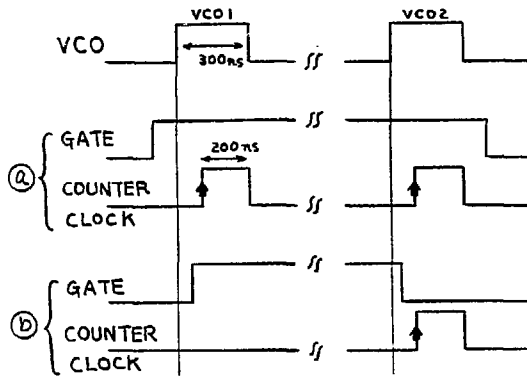 VCO1 VCO2
VCO
300ns
GATE
ⓐ 200ns
COUNTER
CLOCK
GATE
ⓑ
COUNTER
CLOCK